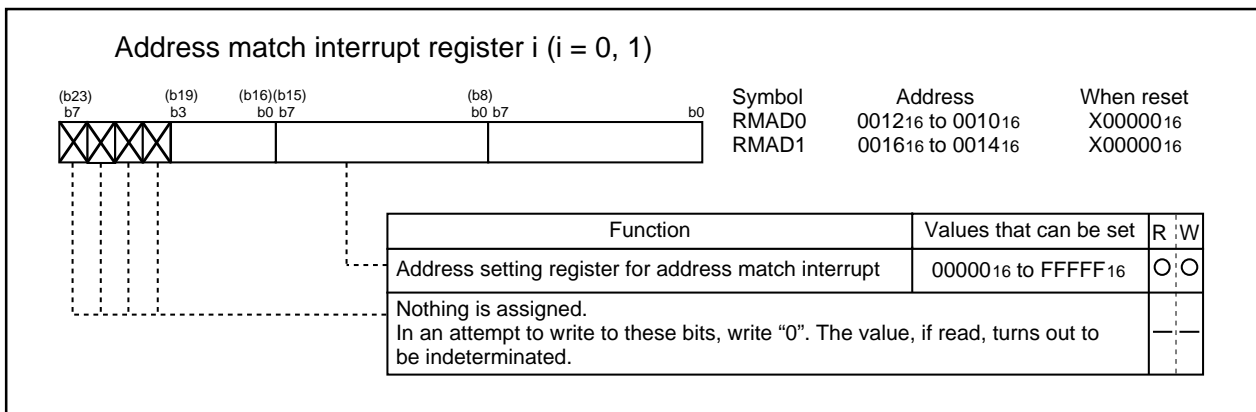 Address match interrupt register i (i = 0, 1)
(b23) (b19) (b16)(b15) (b8)
b7 b3 b0 b7 b0 b7 b0
Symbol Address When reset
RMAD0 001216 to 001016 X0000016
RMAD1 001616 to 001416 X0000016
Function Values that can be set R W
Address setting register for address match interrupt 0000016 to FFFFF16 O O
Nothing is assigned.
In an attempt to write to these bits, write “0”. The value, if read, turns out to
be indeterminated.
— —